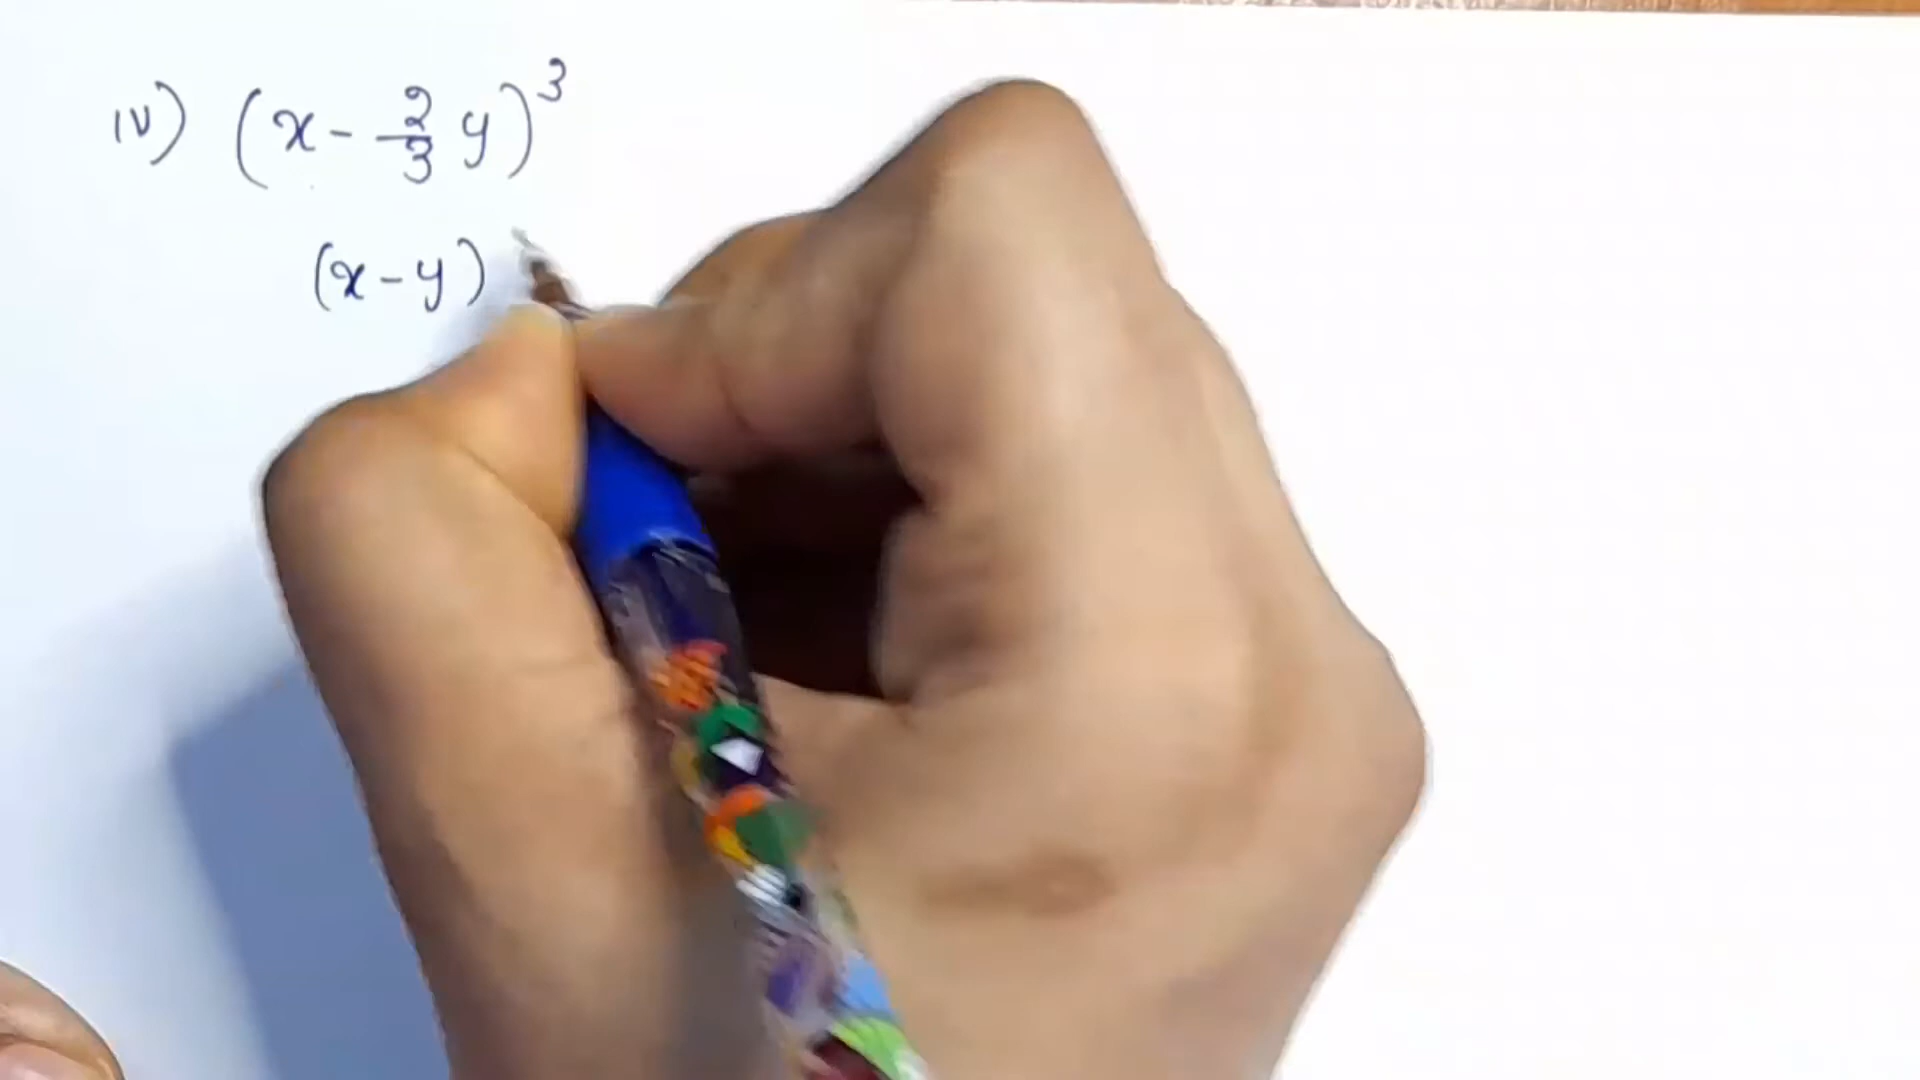 iv) (x - 2/3 y)^3
(x - y)